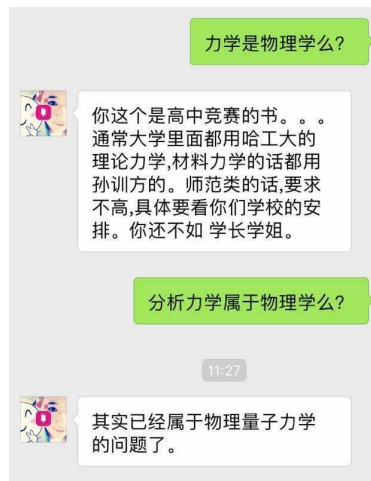 力学是物理学么?
你这个是高中竞赛的书。。。
通常大学里面都用哈工大的
理论力学,材料力学的话都用
孙训方的。师范类的话,要求
不高,具体要看你们学校的安
排。你还不如 学长学姐。
分析力学属于物理学么?
11:27
其实已经属于物理量子力学
的问题了。